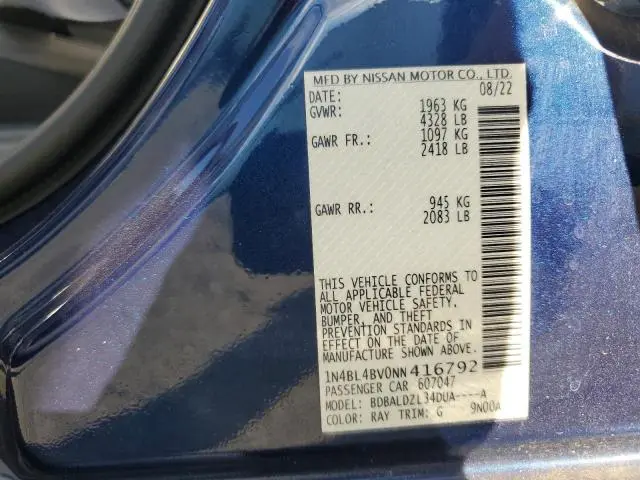 MFD BY NISSAN MOTOR CO., LTD.
DATE: 08/22
GVWR: 1963 KG
4328 LB
GAWR FR.: 1097 KG
2418 LB
GAWR RR.: 945 KG
2083 LB
THIS VEHICLE CONFORMS TO
ALL APPLICABLE FEDERAL
MOTOR VEHICLE SAFETY,
BUMPER, AND THEFT
PREVENTION STANDARDS IN
EFFECT ON THE DATE OF
MANUFACTURE SHOWN ABOVE.
1N4BL4BV0NN416792
PASSENGER CAR 607047
MODEL: BDBALDZL34DUA----A
COLOR: RAY TRIM: G 9N00A